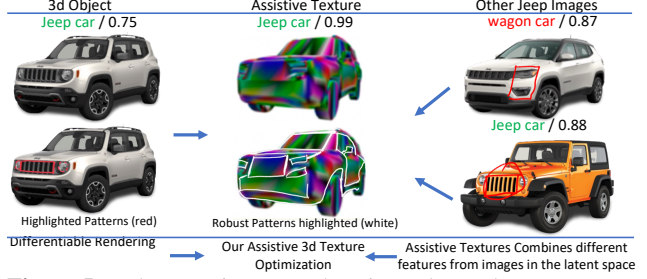 3d Object
Assistive Texture
Other Jeep Images
Jeep car / 0.75
Jeep car / 0.99
wagon car / 0.87
Jeep car / 0.88
Highlighted Patterns (red)
Robust Patterns highlighted (white)
Differentiable Rendering
Our Assistive 3d Texture
Optimization
Assistive Textures Combines different
features from images in the latent space